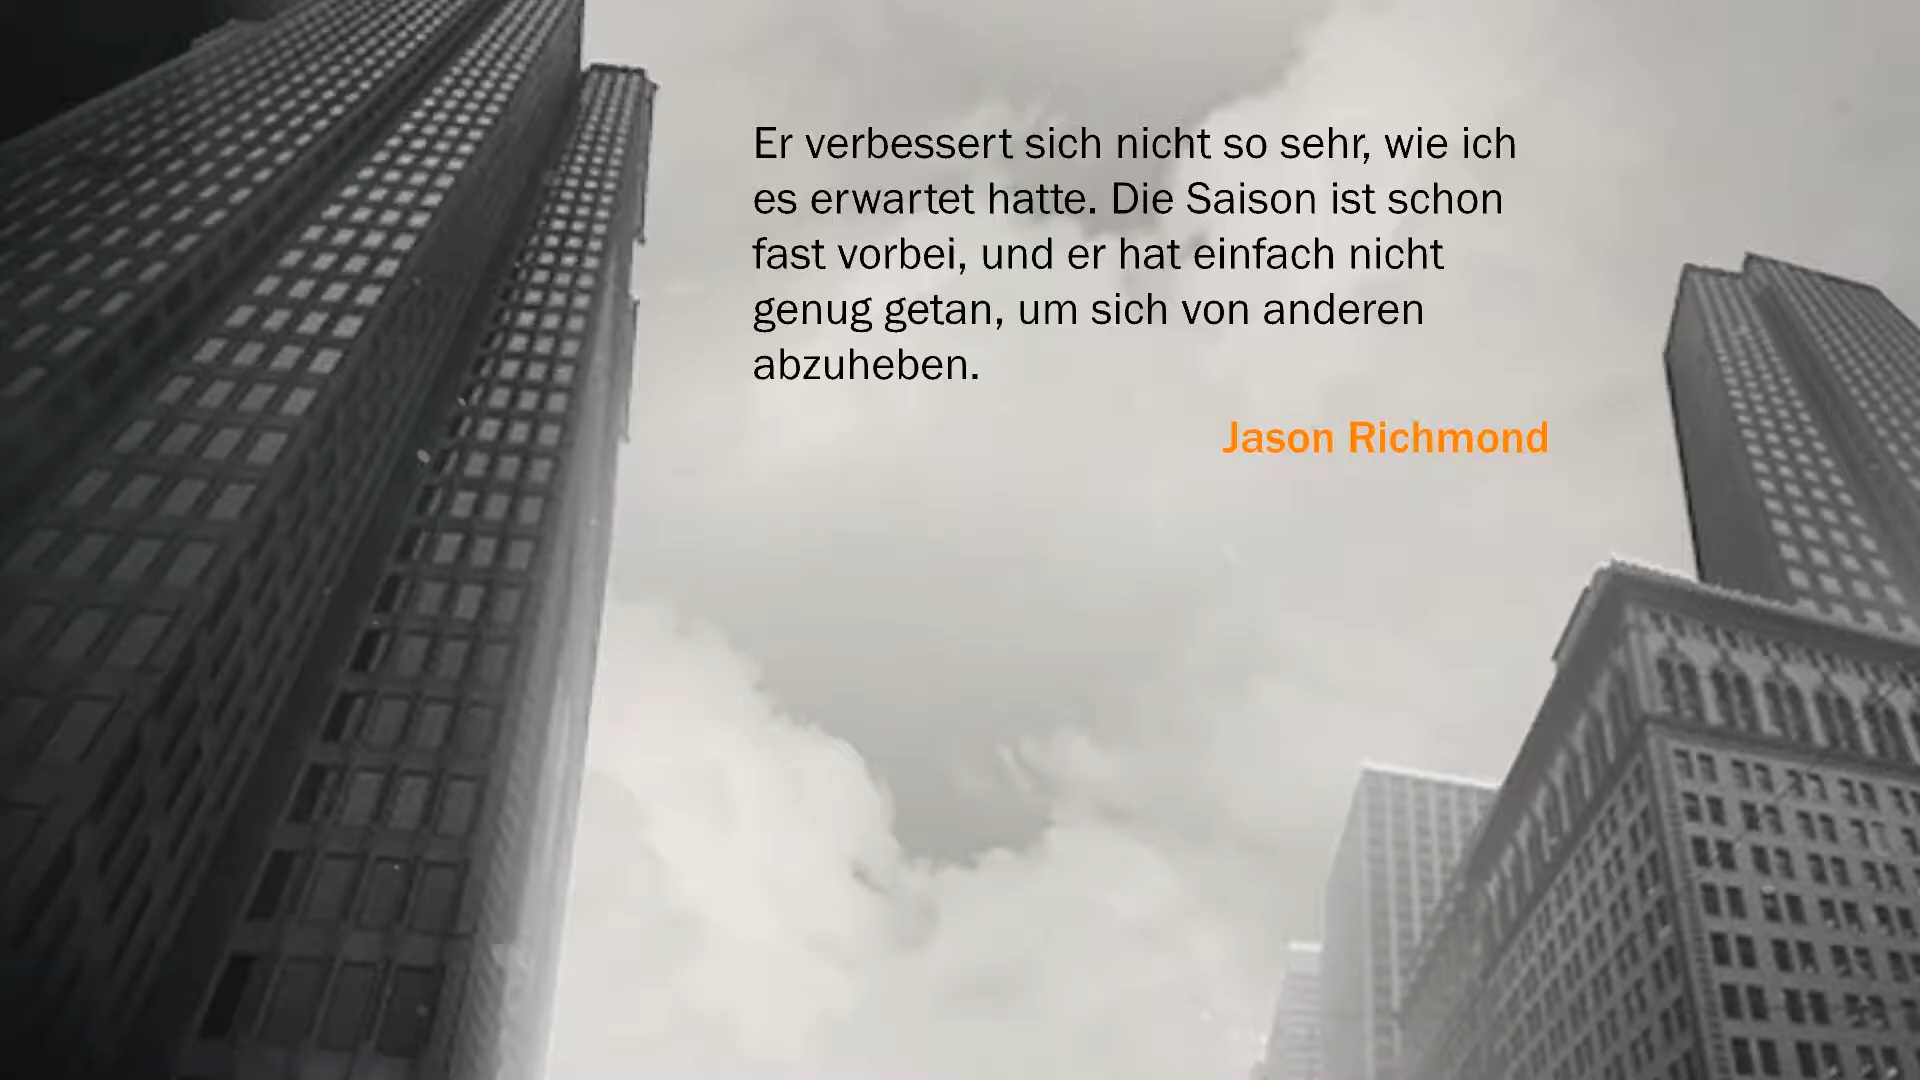 Er verbessert sich nicht so sehr, wie ich
es erwartet hatte. Die Saison ist schon
fast vorbei, und er hat einfach nicht
genug getan, um sich von anderen
abzuheben.
Jason Richmond